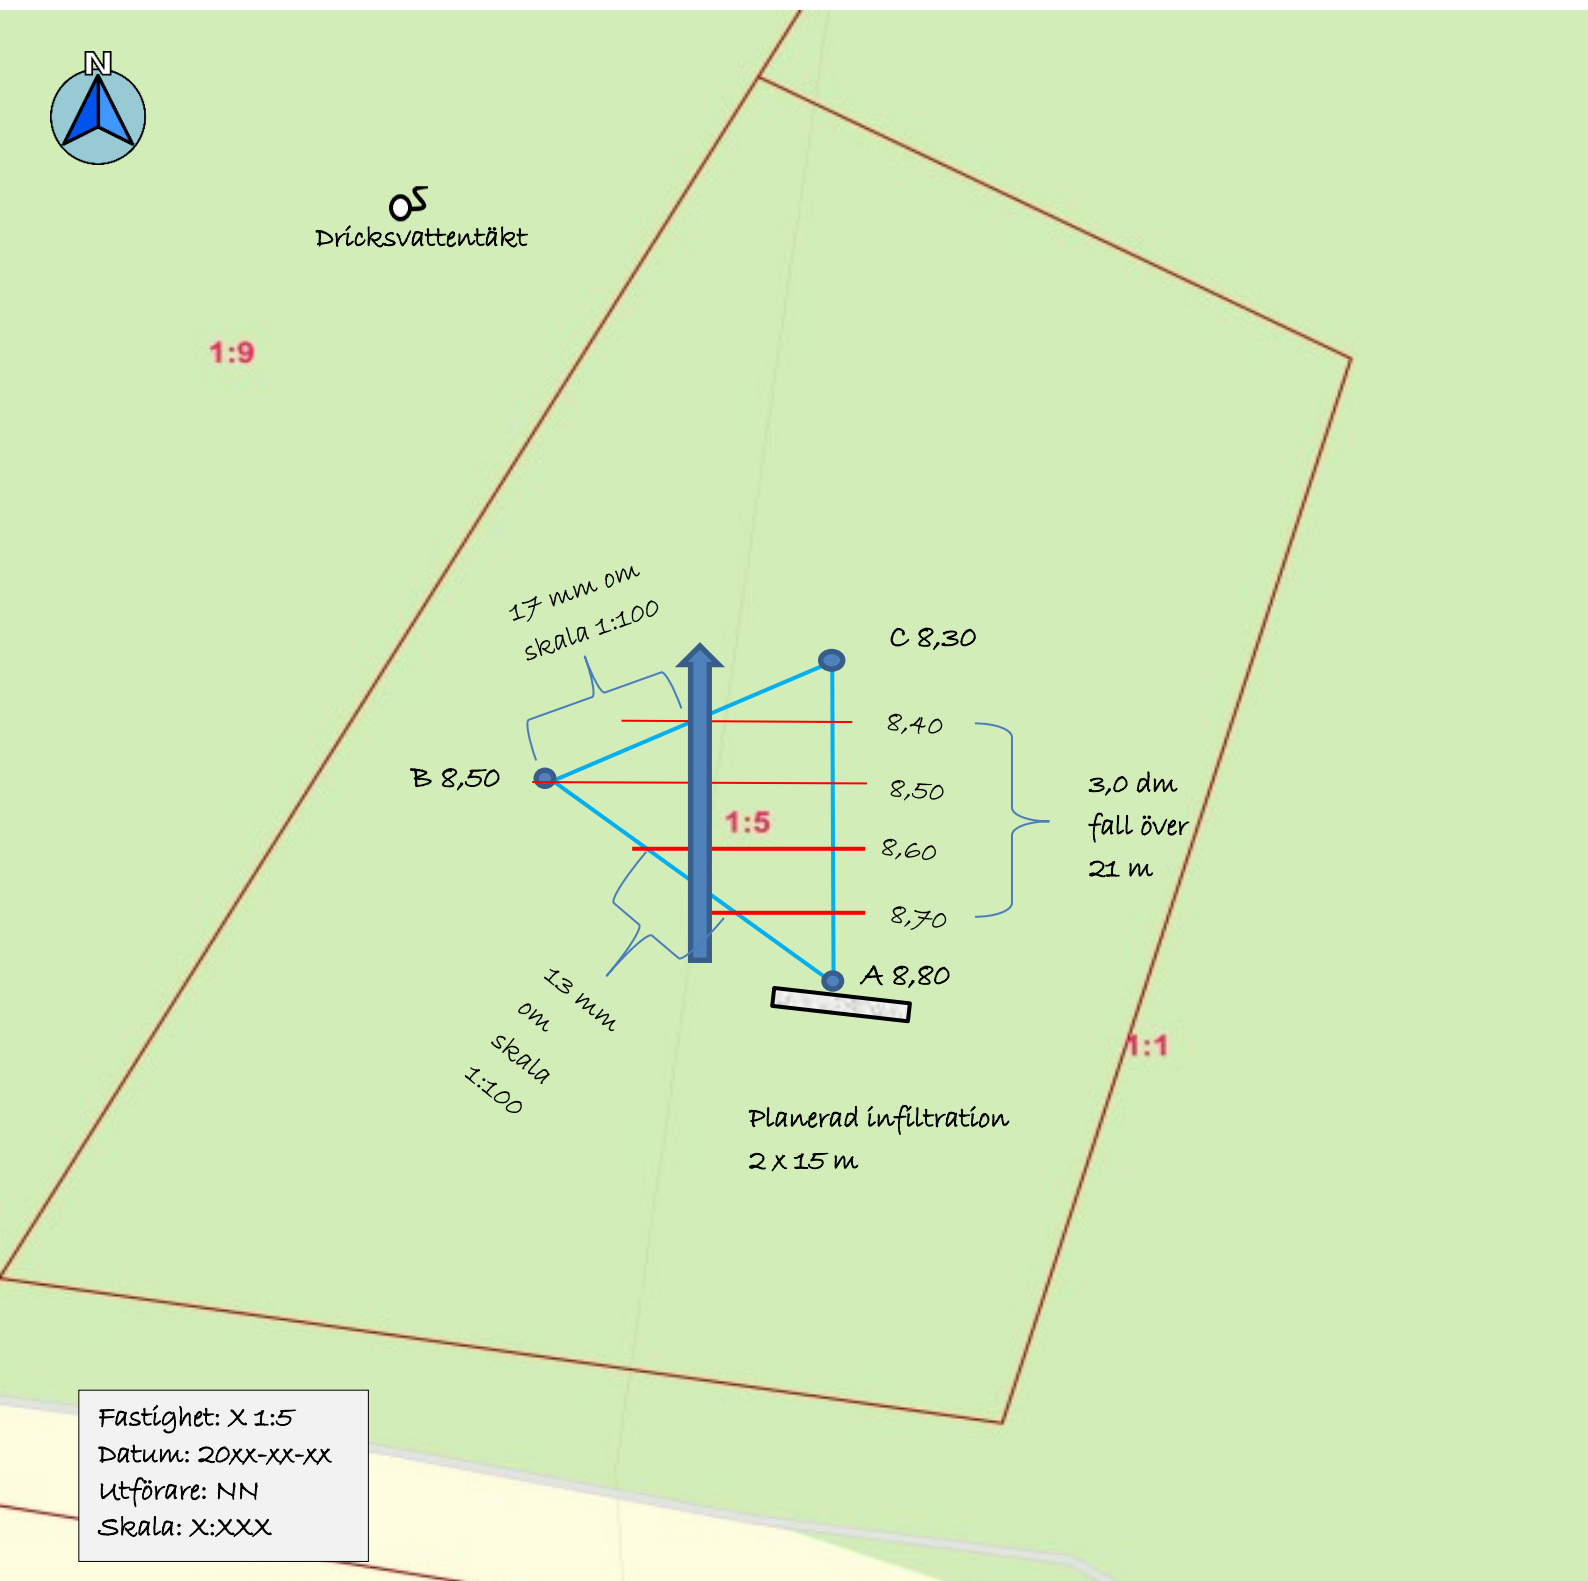 N
Dricksvattentäkt
1:9
17 mm om
skala 1:100
C 8,30
8,40
B 8,50
8,50
3,0 dm
fall över
21 m
1:5
8,60
8,70
A 8,80
13 mm
om
skala
1:100
1:1
Planerad infiltration
2 x 15 m
Fastighet: X 1:5
Datum: 20xx-xx-xx
Utförare: NN
Skala: X:XXX